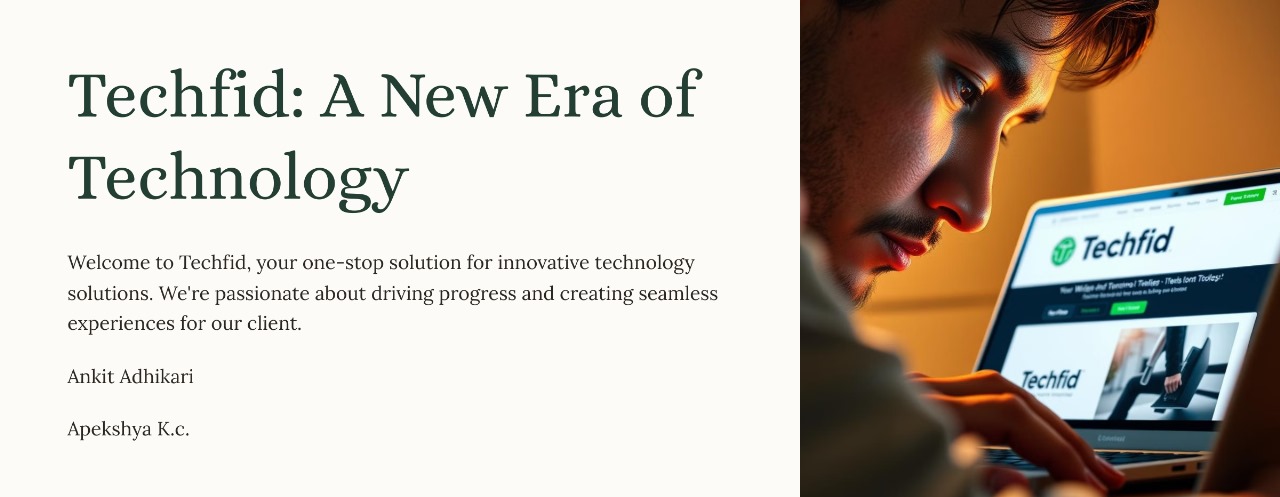 Techfid: A New Era of
Technology
Welcome to Techfid, your one-stop solution for innovative technology
solutions. We're passionate about driving progress and creating seamless
experiences for our client.
Ankit Adhikari
Apekshya K.c.
Techfid
Techfid